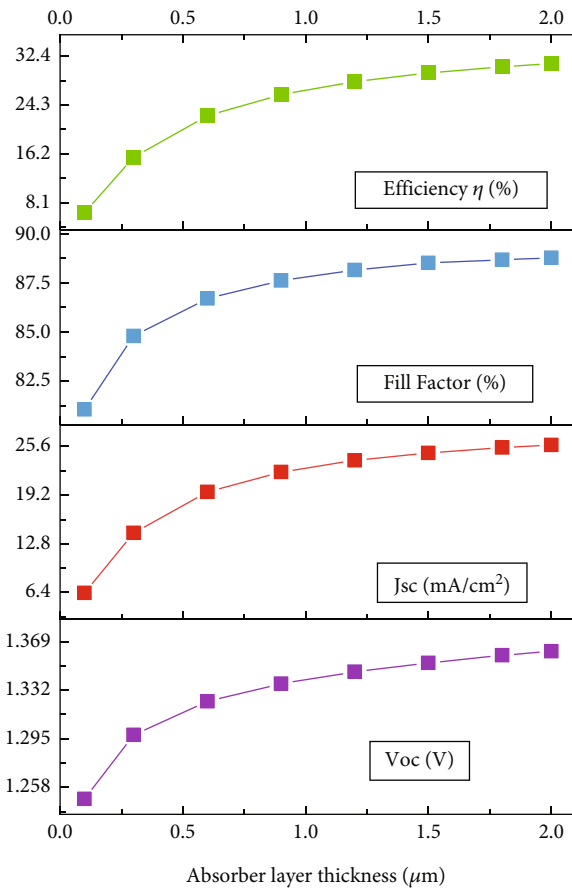 0.0 0.5 1.0 1.5 2.0
32.4
24.3
16.2
8.1
Efficiency η (%)
90.0
87.5
85.0
82.5
Fill Factor (%)
25.6
19.2
12.8
6.4
Jsc (mA/cm²)
1.369
1.332
1.295
1.258
Voc (V)
0.0 0.5 1.0 1.5 2.0
Absorber layer thickness (μm)